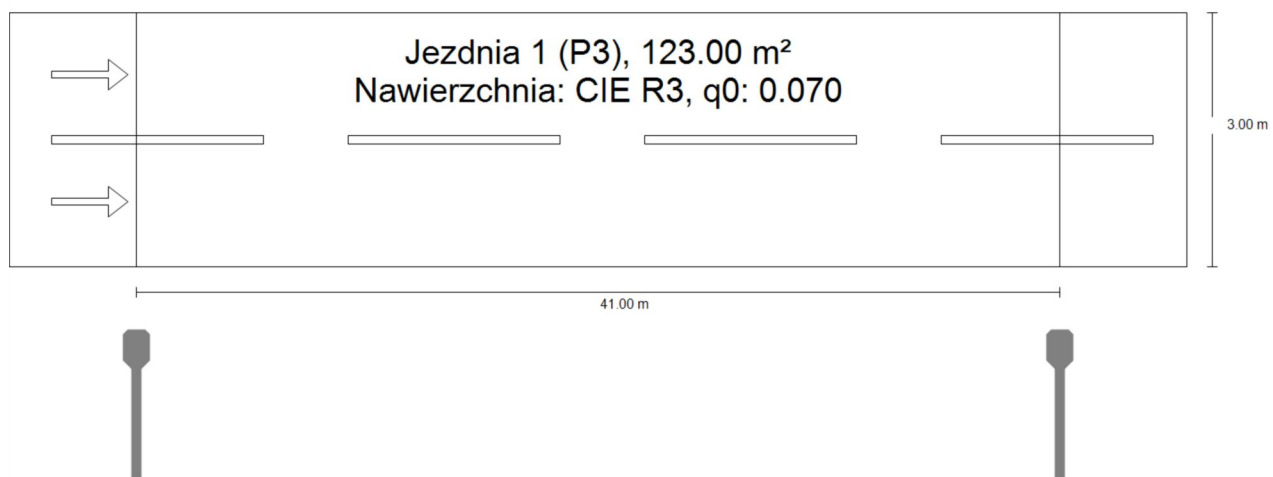 Jezdnia 1 (P3), 123.00 m²
Nawierzchnia: CIE R3, q0: 0.070
3.00 m
41.00 m